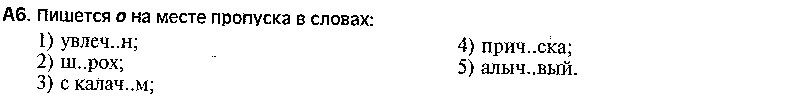 А6. Пишется о на месте пропуска в словах:
1) увлеч..н;
2) ш..рох;
3) с калач..м;
4) прич..ска;
5) алыч..вый.